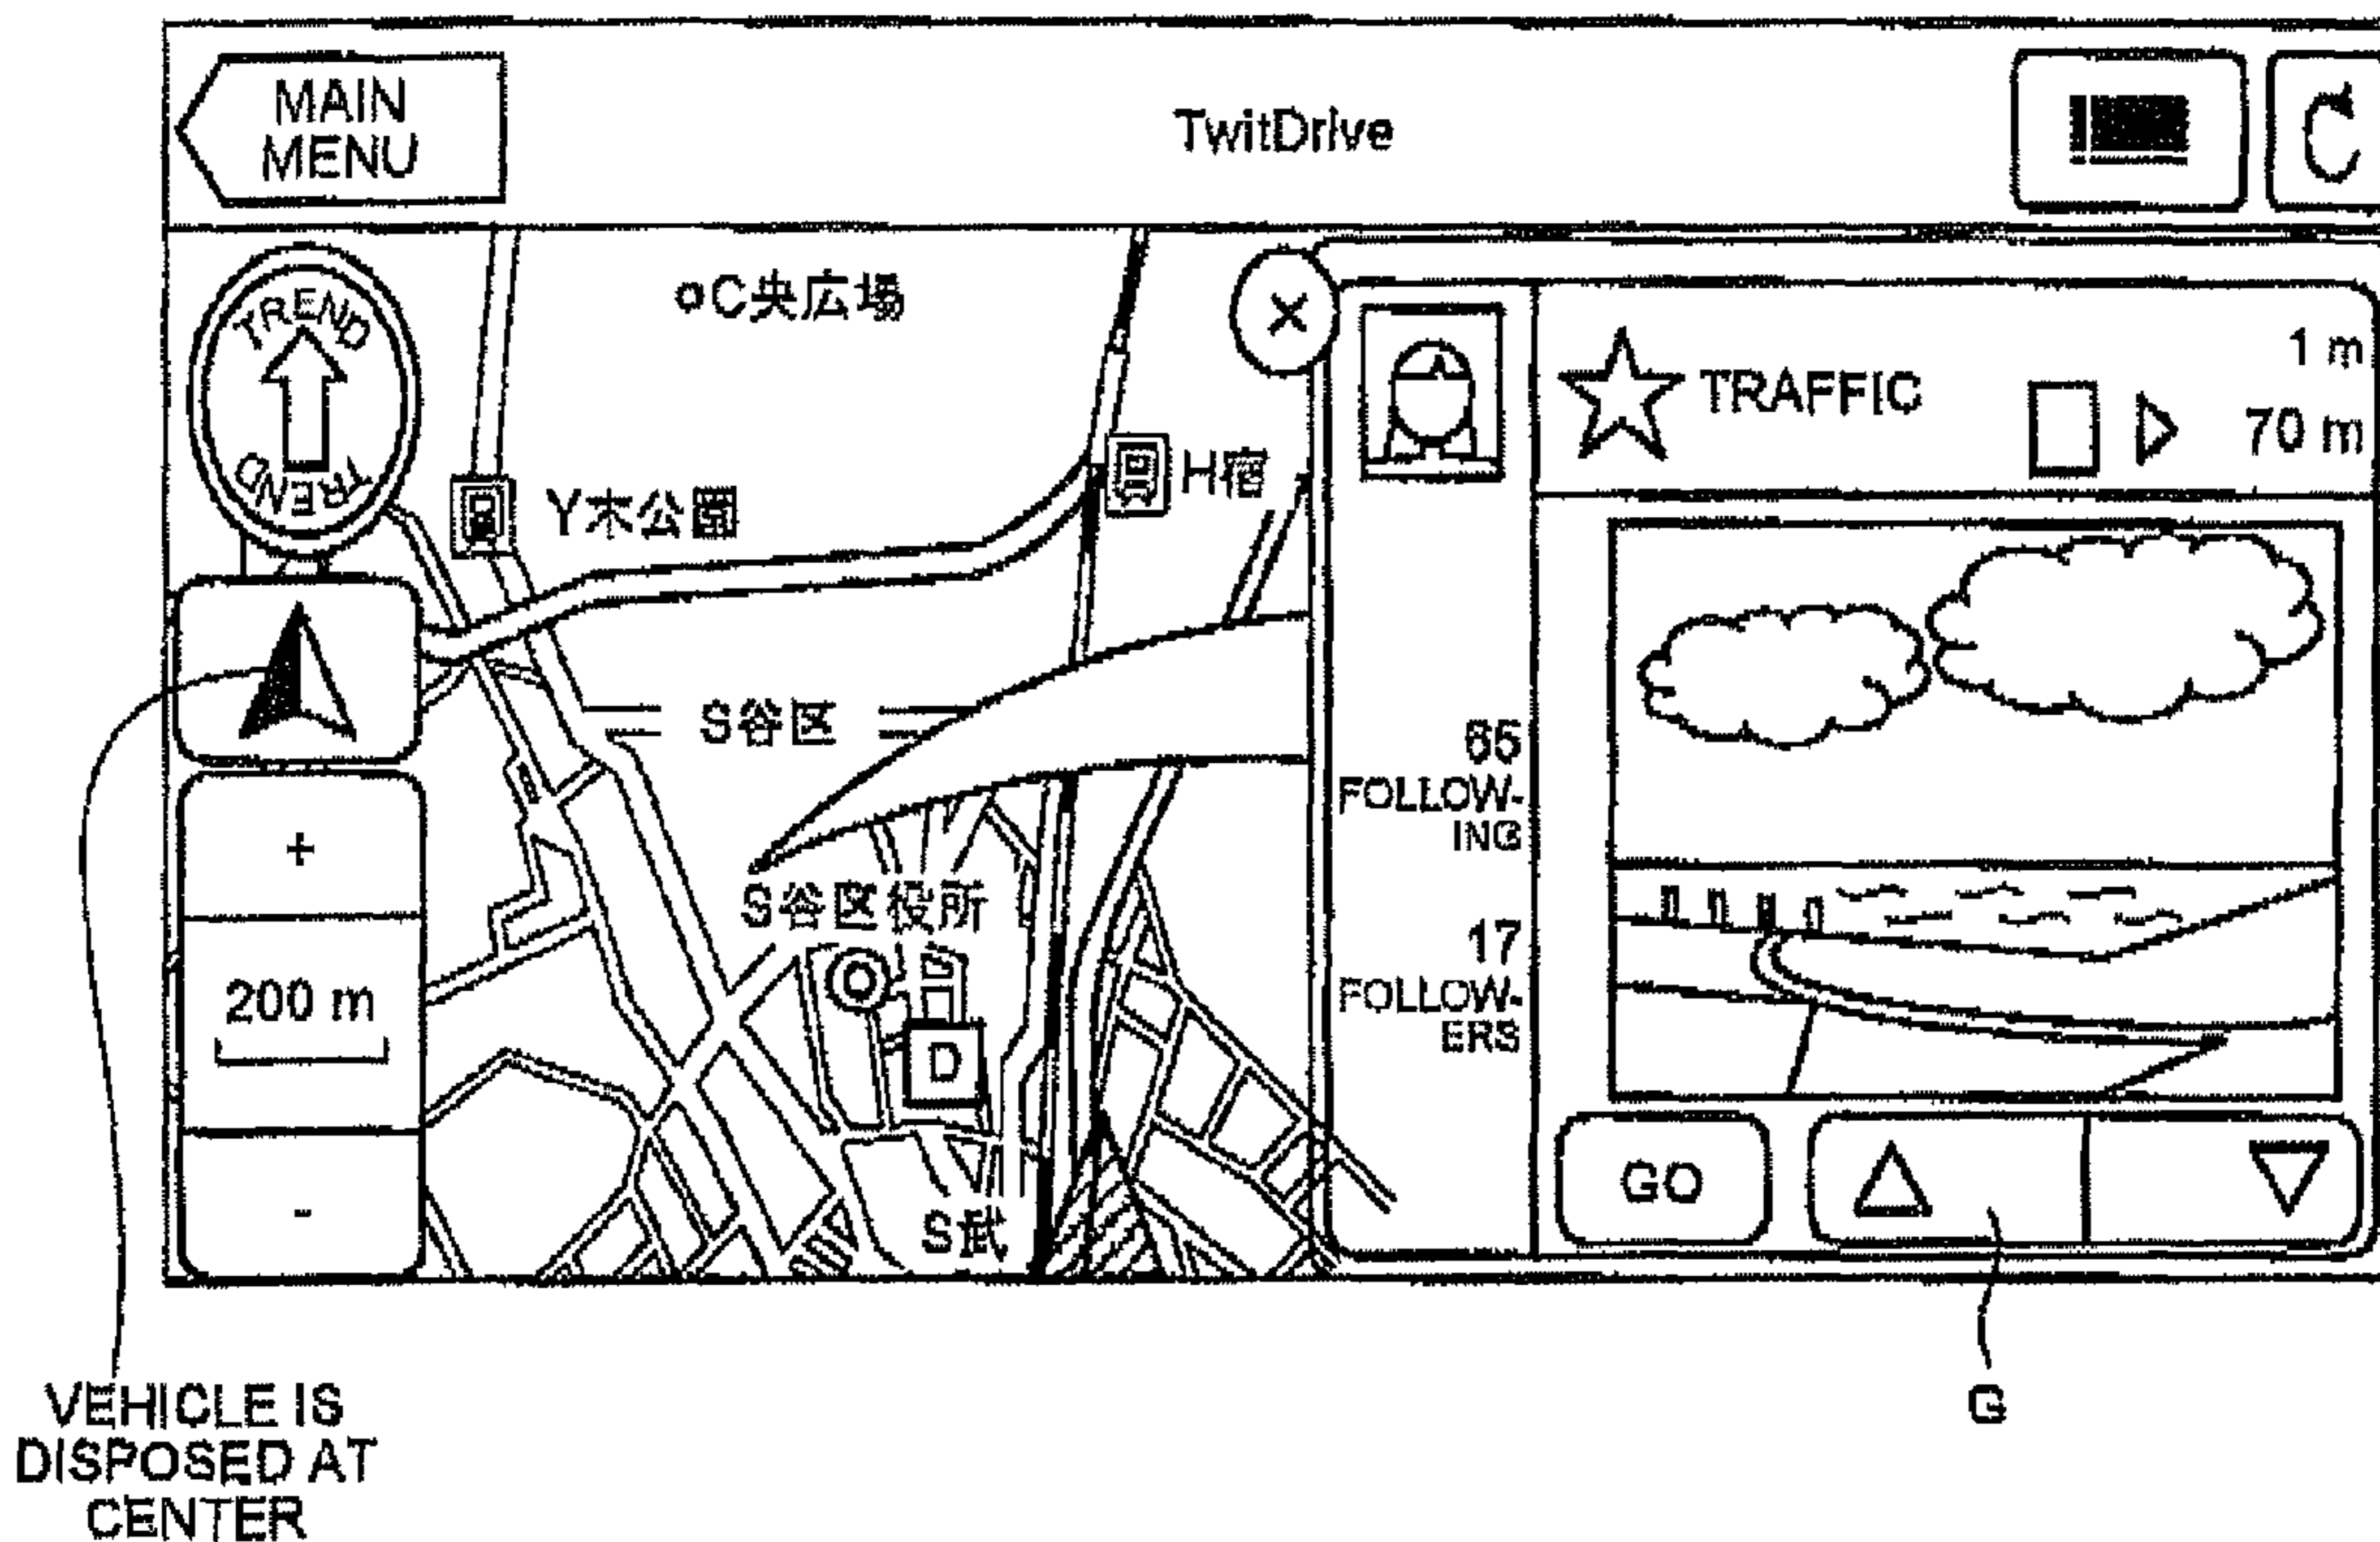 MAIN
MENU
TwitDrive
TREND
TREND
C央広場
Y木公園
H宿
S谷区
S谷区役所
D
S武
+
200 m
-
×
TRAFFIC
1 m
70 m
65
FOLLOW-
ING
17
FOLLOW-
ERS
GO
G
VEHICLE IS
DISPOSED AT
CENTER